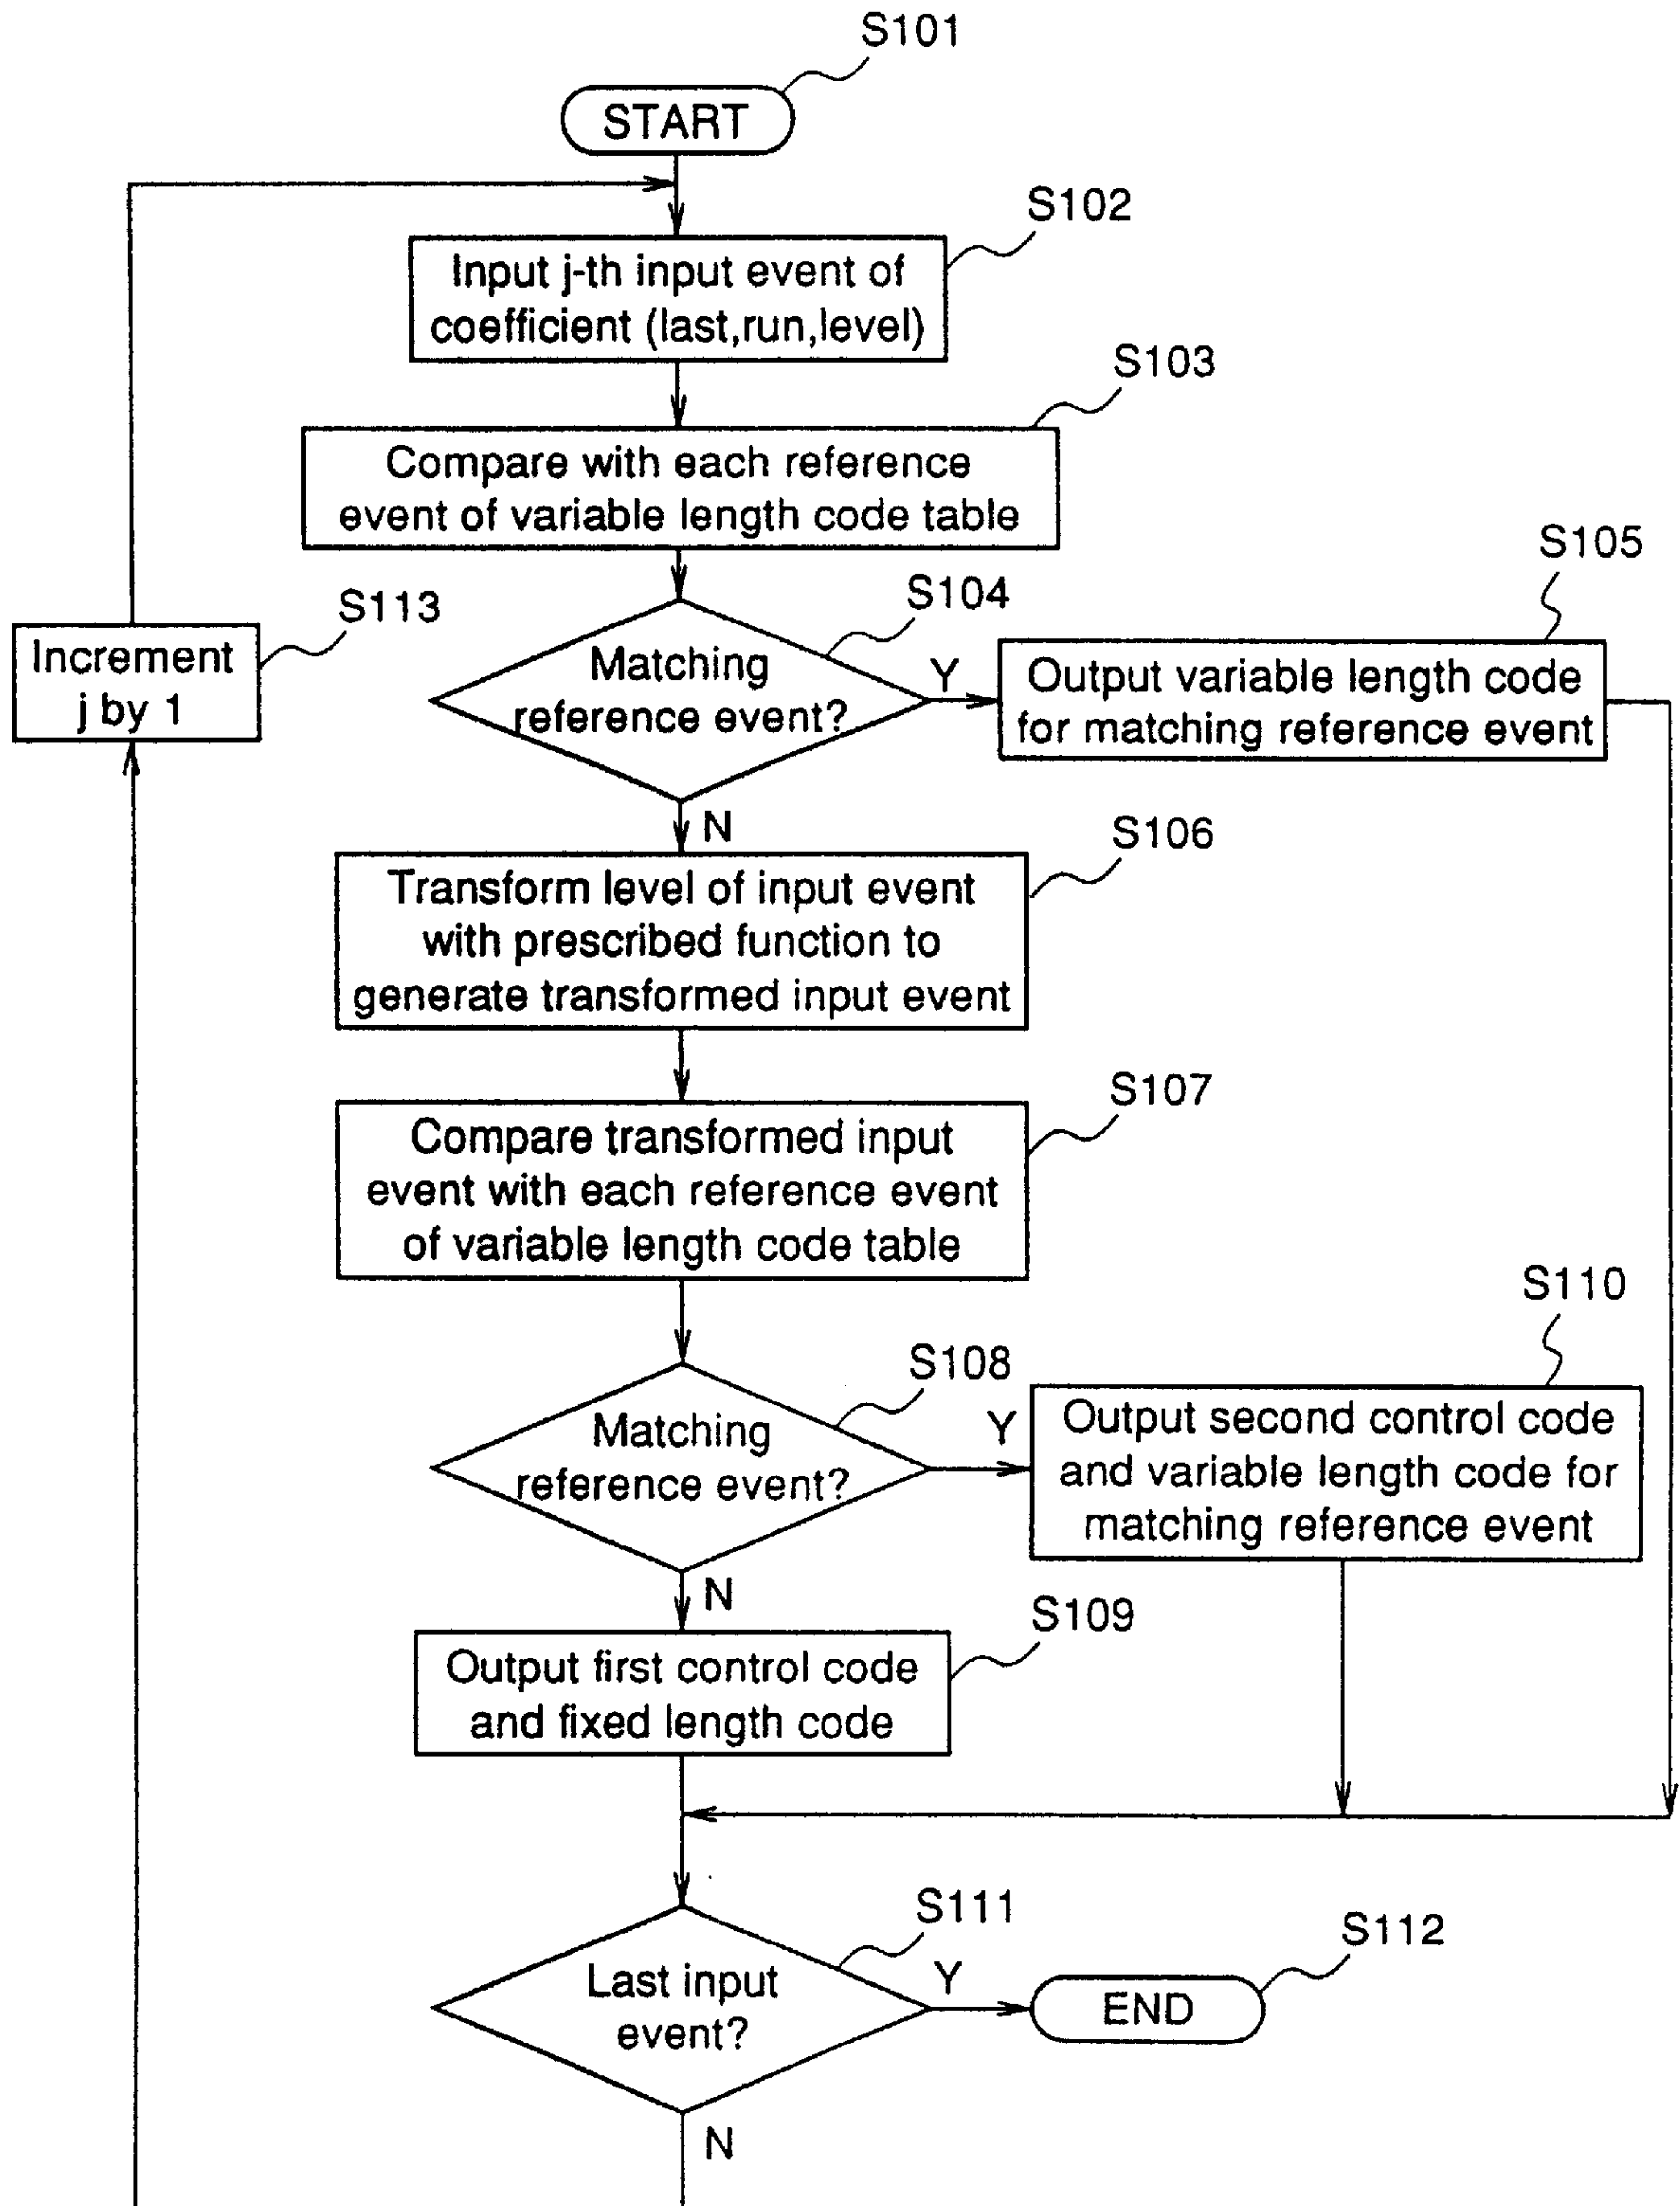 S101
START
S102
Input j-th input event of
coefficient (last,run,level)
S103
Compare with each reference
event of variable length code table
S104
Matching
reference event?
Y
S105
Output variable length code
for matching reference event
S113
Increment
j by 1
N
S106
Transform level of input event
with prescribed function to
generate transformed input event
S107
Compare transformed input
event with each reference event
of variable length code table
S108
Matching
reference event?
Y
S110
Output second control code
and variable length code for
matching reference event
N
S109
Output first control code
and fixed length code
S111
Last input
event?
Y
S112
END
N